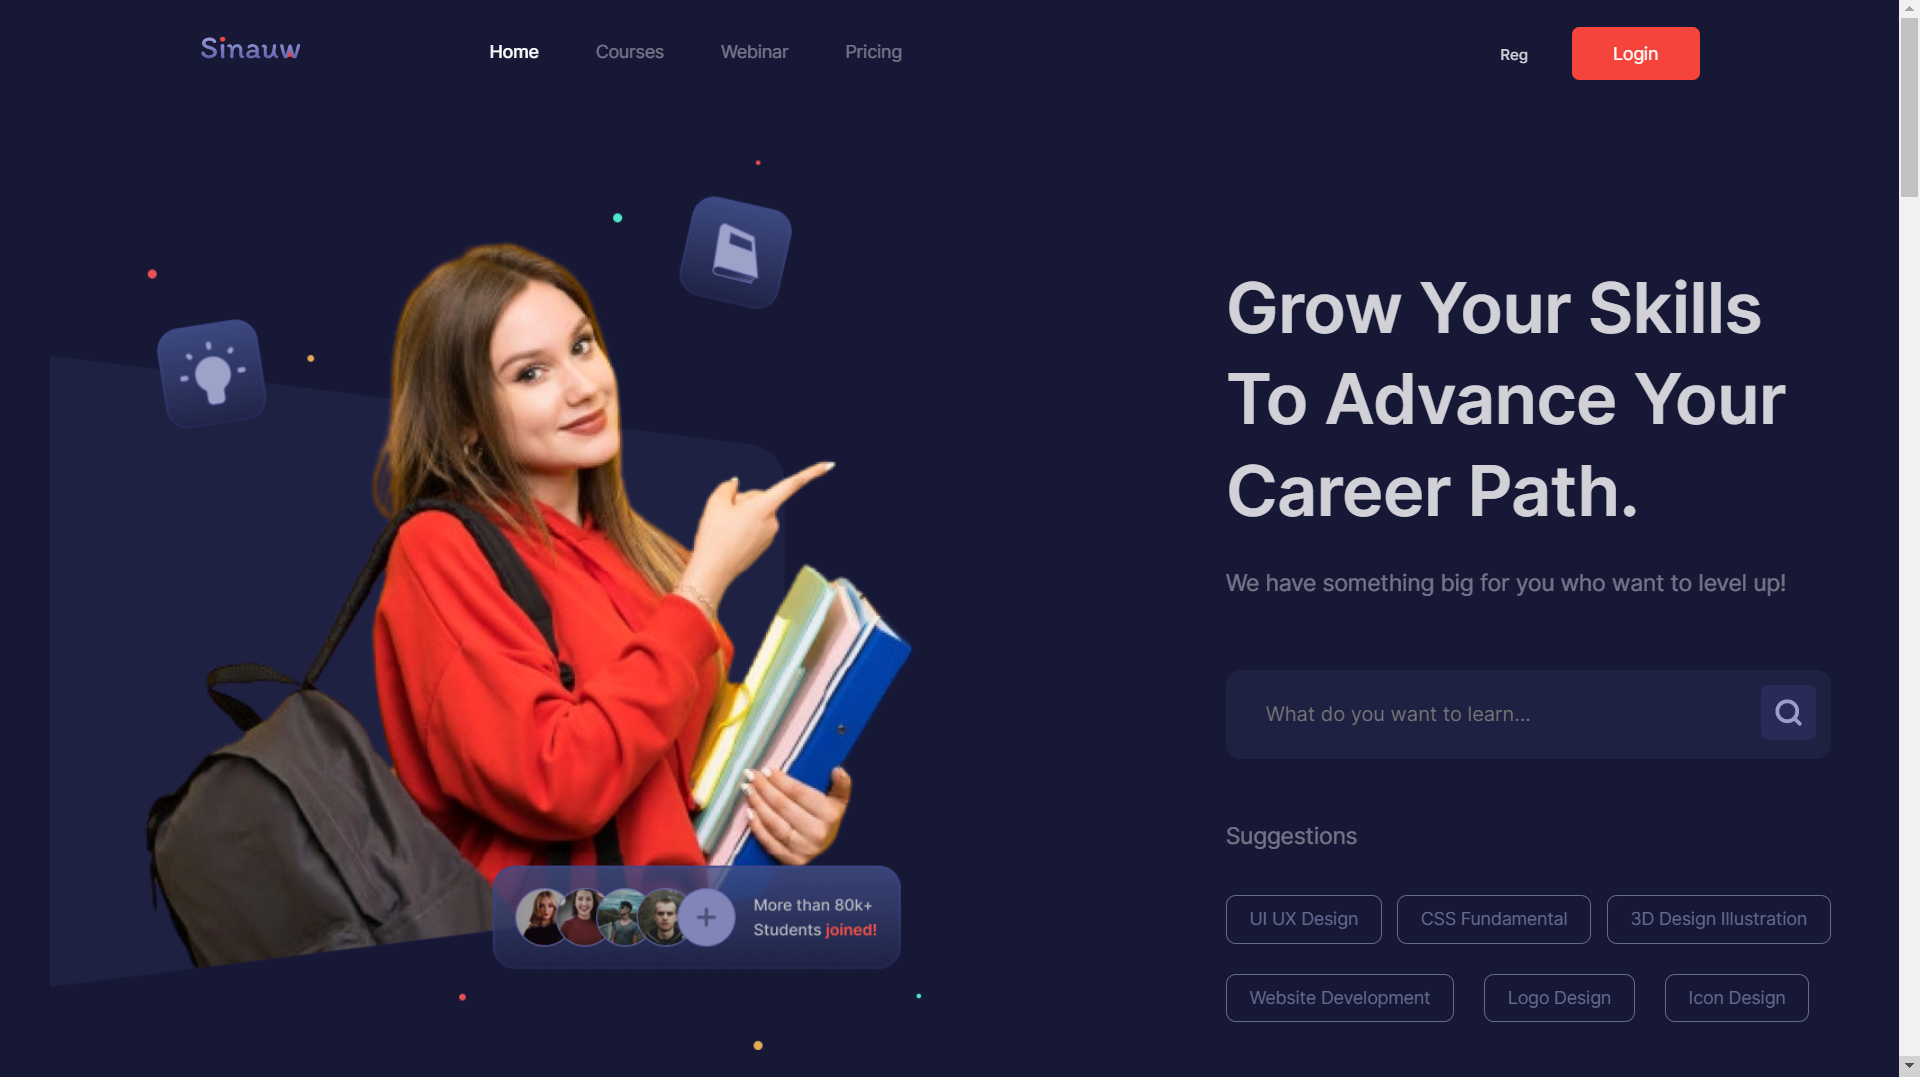 Sinauw
Home
Courses
Webinar
Pricing
Reg
Login
Grow Your Skills
To Advance Your
Career Path.
We have something big for you who want to level up!
What do you want to learn...
Suggestions
UI UX Design
CSS Fundamental
3D Design Illustration
Website Development
Logo Design
Icon Design
More than 80k+
Students joined!